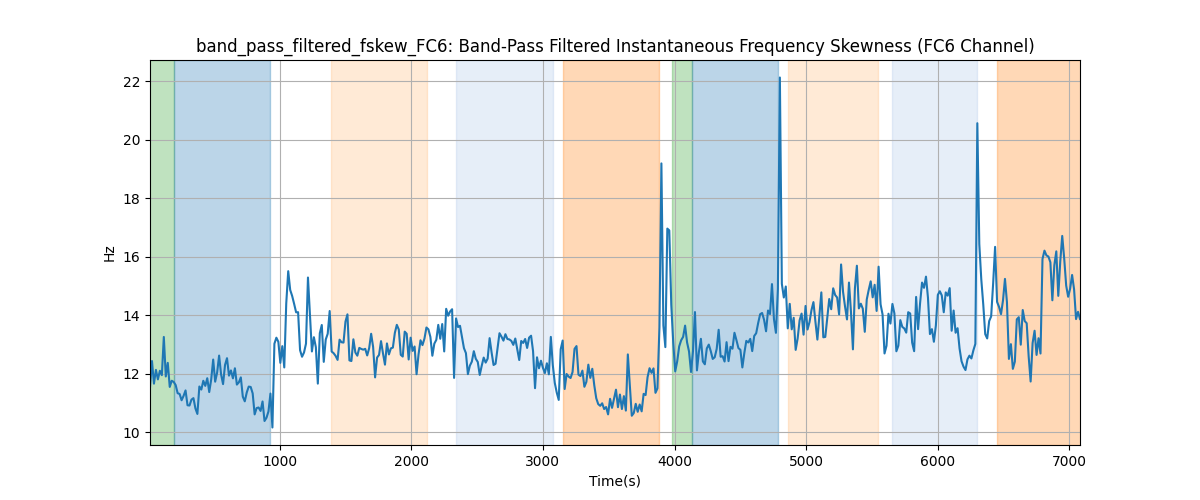 band_pass_filtered_fskew_FC6: Band-Pass Filtered Instantaneous Frequency Skewness (FC6 Channel)
22
20
18
16
14
12
10
Hz
1000 2000 3000 4000 5000 6000 7000
Time(s)